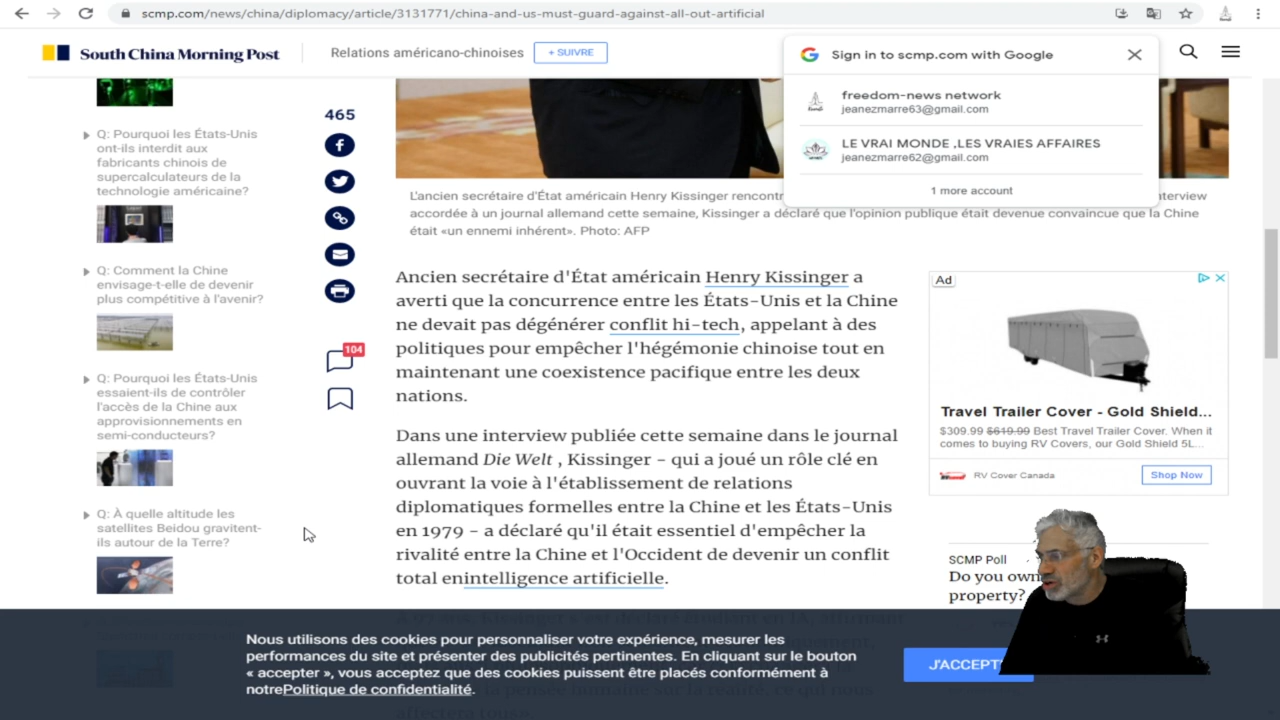 scmp.com/news/china/diplomacy/article/3131771/china-and-us-must-guard-against-all-out-artificial
South China Morning Post
Relations américano-chinoises
+ SUIVRE
Sign in to scmp.com with Google
freedom-news network
jeanezmarre63@gmail.com
LE VRAI MONDE ,LES VRAIES AFFAIRES
jeanezmarre62@gmail.com
1 more account
Q: Pourquoi les États-Unis
ont-ils interdit aux
fabricants chinois de
supercalculateurs de la
technologie américaine?
Q: Comment la Chine
envisage-t-elle de devenir
plus compétitive à l'avenir?
Q: Pourquoi les États-Unis
essaient-ils de contrôler
l'accès de la Chine aux
approvisionnements en
semi-conducteurs?
Q: À quelle altitude les
satellites Beidou gravitent-
ils autour de la Terre?
465
104
L'ancien secrétaire d'État américain Henry Kissinger rencontr
interview
accordée à un journal allemand cette semaine, Kissinger a déclaré que l'opinion publique était devenue convaincue que la Chine
était «un ennemi inhérent». Photo: AFP
Ancien secrétaire d'État américain Henry Kissinger a
averti que la concurrence entre les États-Unis et la Chine
ne devait pas dégénérer conflit hi-tech, appelant à des
politiques pour empêcher l'hégémonie chinoise tout en
maintenant une coexistence pacifique entre les deux
nations.
Dans une interview publiée cette semaine dans le journal
allemand Die Welt , Kissinger – qui a joué un rôle clé en
ouvrant la voie à l'établissement de relations
diplomatiques formelles entre la Chine et les États-Unis
en 1979 – a déclaré qu'il était essentiel d'empêcher la
rivalité entre la Chine et l'Occident de devenir un conflit
total enintelligence artificielle.
Ad
Travel Trailer Cover - Gold Shield...
$309.99 $619.99 Best Travel Trailer Cover. When it
comes to buying RV Covers, our Gold Shield 5L...
RV Cover Canada
Shop Now
SCMP Poll
Do you own
property?
Nous utilisons des cookies pour personnaliser votre expérience, mesurer les
performances du site et présenter des publicités pertinentes. En cliquant sur le bouton
« accepter », vous acceptez que des cookies puissent être placés conformément à
notrePolitique de confidentialité.
J'ACCEPT